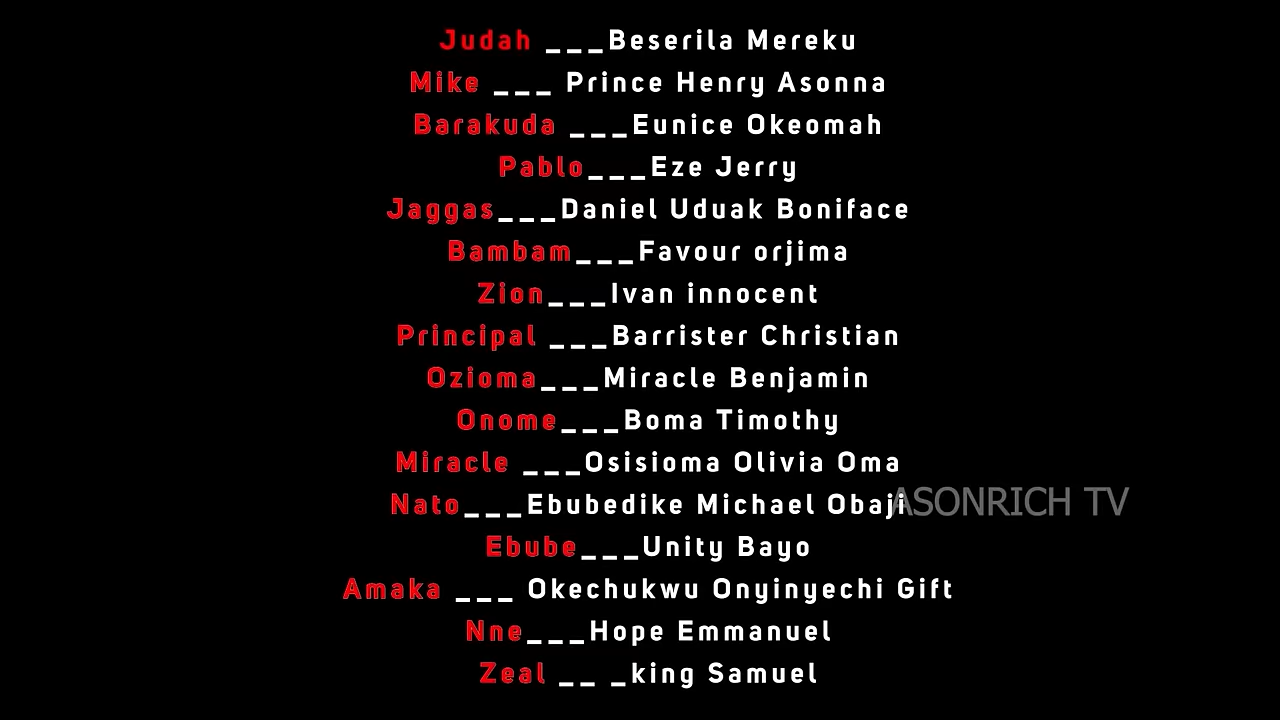 Judah ___Beserila Mereku
Mike ___ Prince Henry Asonna
Barakuda ___Eunice Okeomah
Pablo___Eze Jerry
Jaggas___Daniel Uduak Boniface
Bambam___Favour orjima
Zion___Ivan innocent
Principal ___Barrister Christian
Ozioma___Miracle Benjamin
Onome___Boma Timothy
Miracle ___Osisioma Olivia Oma
Nato___Ebubedike Michael Obaji
ASONRICH TV
Ebube___Unity Bayo
Amaka ___ Okechukwu Onyinyechi Gift
Nne___Hope Emmanuel
Zeal __ _king Samuel